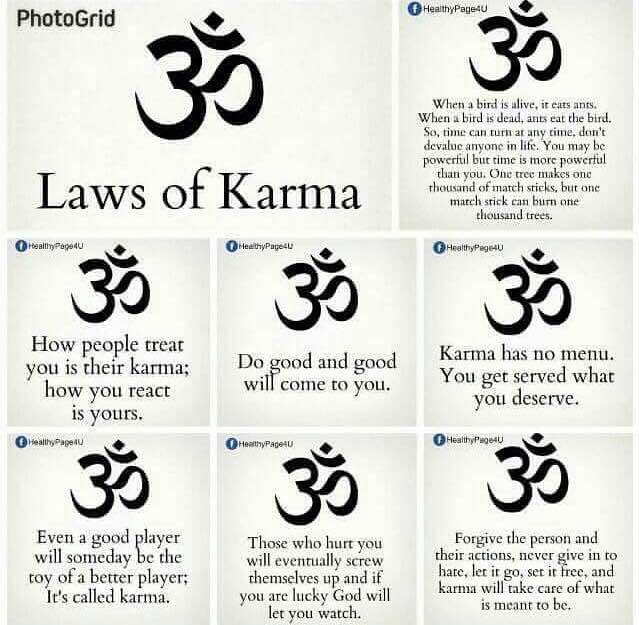 PhotoGrid
ॐ
Laws of Karma
HealthyPage4U
ॐ
When a bird is alive, it eats ants.
When a bird is dead, ants eat the bird.
So, time can turn at any time, don't
devalue anyone in life. You may be
powerful but time is more powerful
than you. One tree makes one
thousand of match sticks, but one
match stick can burn one
thousand trees.
HealthyPage4U
ॐ
How people treat
you is their karma;
how you react
is yours.
HealthyPage4U
ॐ
Do good and good
will come to you.
HealthyPage4U
ॐ
Karma has no menu.
You get served what
you deserve.
HealthyPage4U
ॐ
Even a good player
will someday be the
toy of a better player;
It's called karma.
HealthyPage4U
ॐ
Those who hurt you
will eventually screw
themselves up and if
you are lucky God will
let you watch.
HealthyPage4U
ॐ
Forgive the person and
their actions, never give in to
hate, let it go, set it free, and
karma will take care of what
is meant to be.